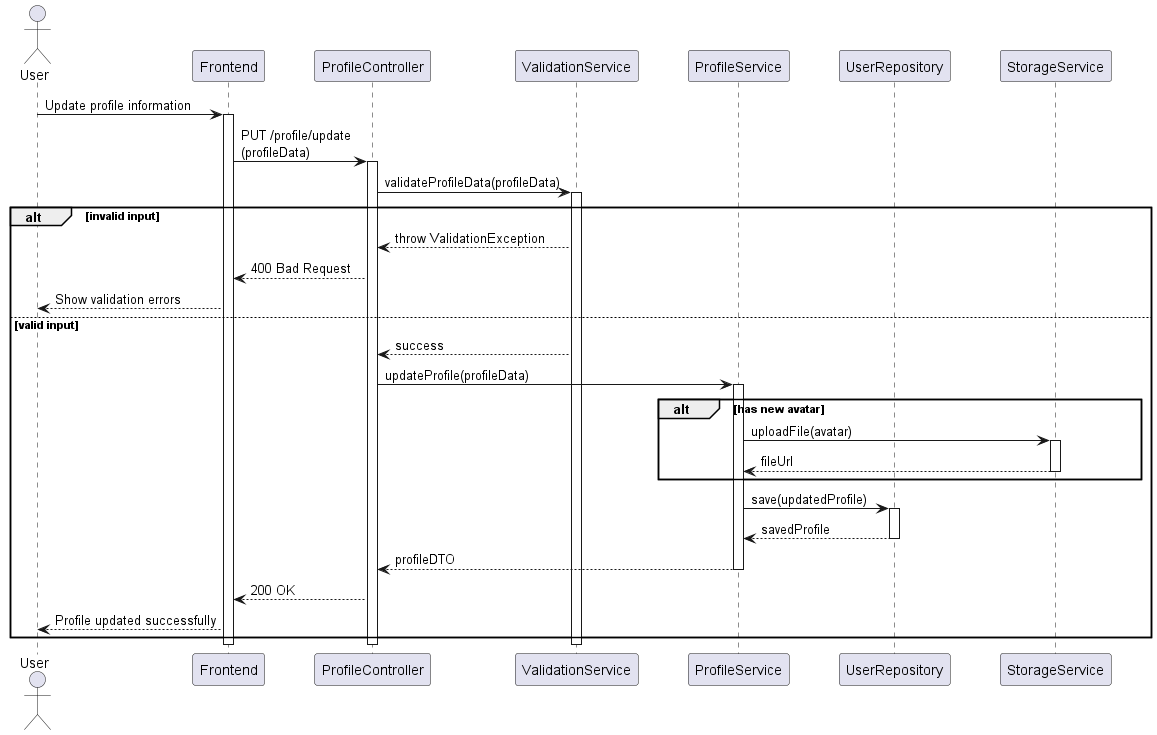 User
Frontend
ProfileController
ValidationService
ProfileService
UserRepository
StorageService
Update profile information
PUT /profile/update
(profileData)
validateProfileData(profileData)
alt
[invalid input]
throw ValidationException
400 Bad Request
Show validation errors
[valid input]
success
updateProfile(profileData)
alt
[has new avatar]
uploadFile(avatar)
fileUrl
save(updatedProfile)
savedProfile
profileDTO
200 OK
Profile updated successfully
User
Frontend
ProfileController
ValidationService
ProfileService
UserRepository
StorageService